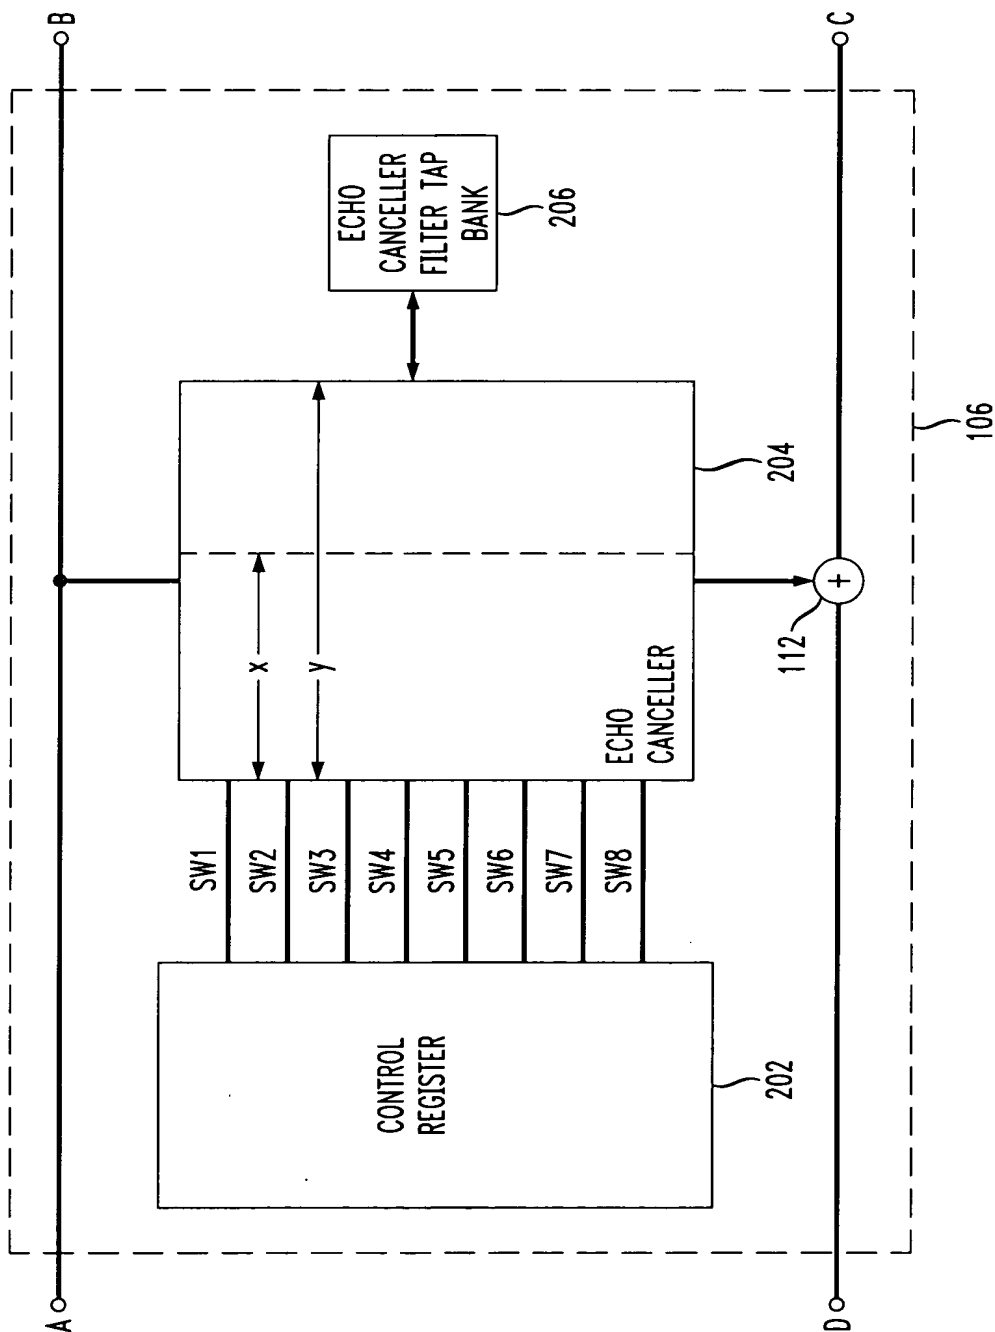 A
B
CONTROL
REGISTER
202
SW1
SW2
SW3
SW4
SW5
SW6
SW7
SW8
x
y
ECHO
CANCELLER
204
ECHO
CANCELLER
FILTER TAP
BANK
206
112
+
D
C
106